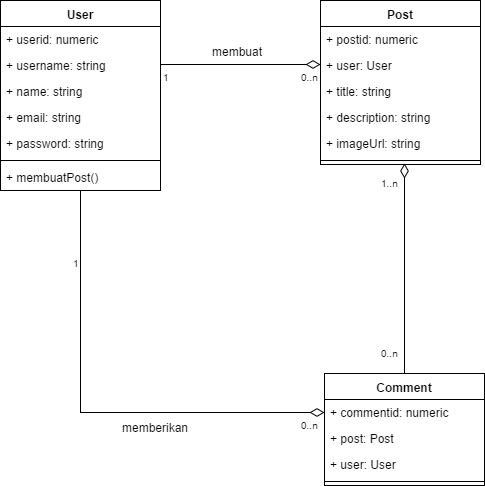 User
+ userid: numeric
+ username: string
+ name: string
+ email: string
+ password: string
+ membuatPost()
membuat
1
0..n
Post
+ postid: numeric
+ user: User
+ title: string
+ description: string
+ imageUrl: string
1..n
0..n
1
memberikan
0..n
Comment
+ commentid: numeric
+ post: Post
+ user: User